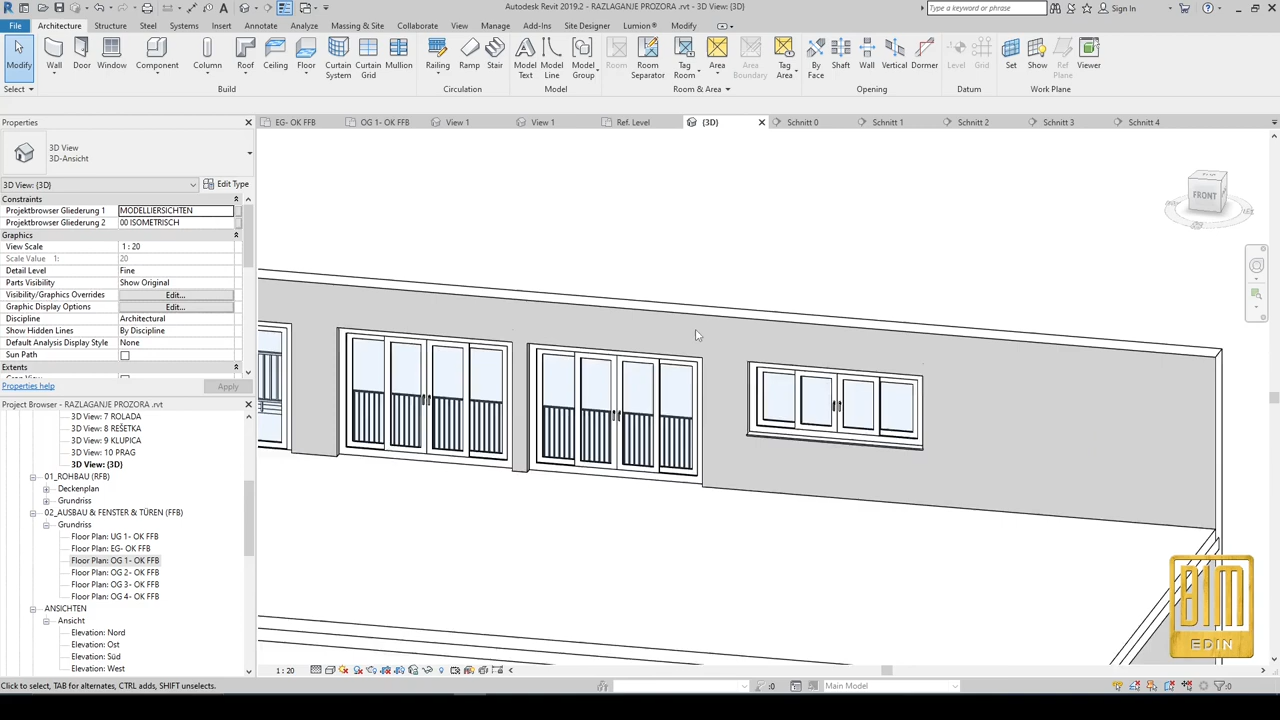 Autodesk Revit 2019.2 - RAZLAGANJE PROZORA .rvt - 3D View: {3D}
Type a keyword or phrase
Sign In
File Architecture Structure Steel Systems Insert Annotate Analyze Massing & Site Collaborate View Manage Add-Ins Site Designer Lumion® Modify
Modify Wall Door Window Component Column Roof Ceiling Floor Curtain System Curtain Grid Mullion Railing Ramp Stair Model Text Model Line Model Group Room Room Separator Tag Room Area Area Boundary Tag Area By Face Shaft Wall Vertical Dormer Level Grid Set Show Ref Plane Viewer
Select Build Circulation Model Room & Area Opening Datum Work Plane
Properties
EG- OK FFB OG 1- OK FFB View 1 View 1 Ref. Level {3D} Schnitt 0 Schnitt 1 Schnitt 2 Schnitt 3 Schnitt 4
3D View
3D-Ansicht
3D View: {3D} Edit Type
Constraints
Projektbrowser Gliederung 1 MODELLIERSICHTEN
Projektbrowser Gliederung 2 00 ISOMETRISCH
Graphics
View Scale 1 : 20
Scale Value 1: 20
Detail Level Fine
Parts Visibility Show Original
Visibility/Graphics Overrides Edit...
Graphic Display Options Edit...
Discipline Architectural
Show Hidden Lines By Discipline
Default Analysis Display Style None
Sun Path
Extents
Properties help Apply
Project Browser - RAZLAGANJE PROZORA .rvt
3D View: 7 ROLADA
3D View: 8 REŠETKA
3D View: 9 KLUPICA
3D View: 10 PRAG
3D View: {3D}
01_ROHBAU (RFB)
Deckenplan
Grundriss
02_AUSBAU & FENSTER & TÜREN (FFB)
Grundriss
Floor Plan: UG 1- OK FFB
Floor Plan: EG- OK FFB
Floor Plan: OG 1- OK FFB
Floor Plan: OG 2- OK FFB
Floor Plan: OG 3- OK FFB
Floor Plan: OG 4- OK FFB
ANSICHTEN
Ansicht
Elevation: Nord
Elevation: Ost
Elevation: Süd
Elevation: West
FRONT
BIM
EDIN
1 : 20
Click to select, TAB for alternates, CTRL adds, SHIFT unselects.
:0
Main Model
:0